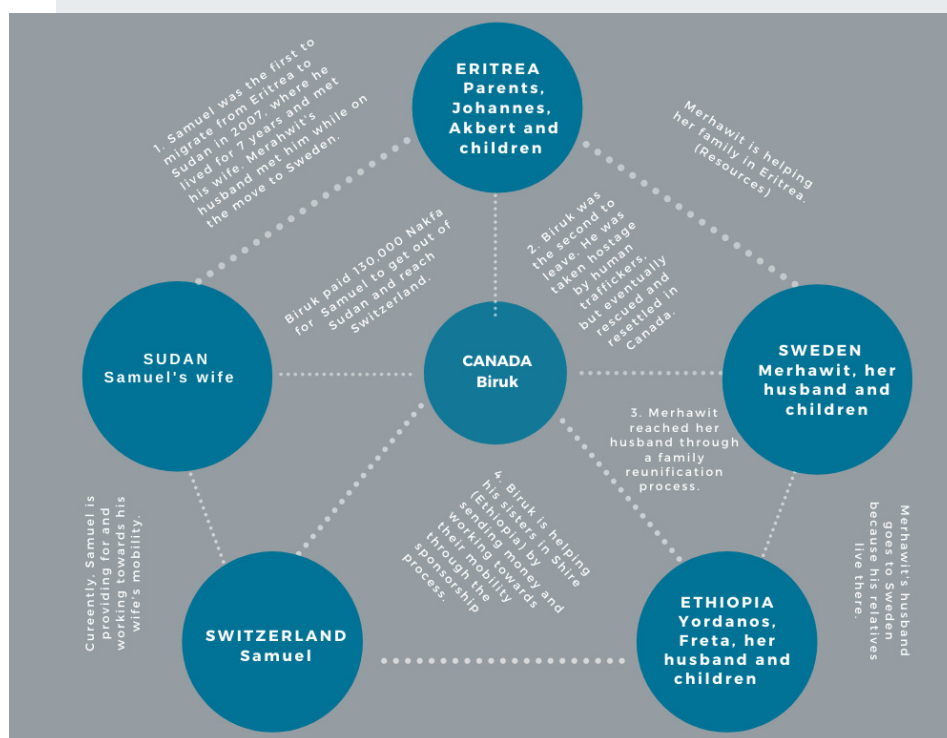 ERITREA
Parents,
Johannes,
Akbert and
children
1. Samuel was the first to
migrate from Eritrea to
Sudan in 2007. where he
lived for 7 years and met
his wife. Merahwit's
husband met him while on
the move to Sweden.
Merhawit is helping
her family in Eritrea.
(Resources)
Biruk paid 130,000 Nakfa
for Samuel to get out of
Sudan and reach
Switzerland.
2. Biruk was
the second to
leave. He was
taken hostage
by human
traffickers,
but eventually
rescued and
resettled in
Canada.
SUDAN
Samuel's wife
CANADA
Biruk
SWEDEN
Merhawit, her
husband and
children
3. Merhawit
reached her
husband through
a family
reunification
process.
4. Biruk is helping
his sisters in Shire
(Ethiopia) by
sending money and
working towards
their mobility
through the
sponsorship
process.
Cureently, Samuel is
providing for and
working towards his
wife's mobility.
Merhawit's husband
goes to Sweden
because his relatives
live there.
SWITZERLAND
Samuel
ETHIOPIA
Yordanos,
Freta, her
husband and
children